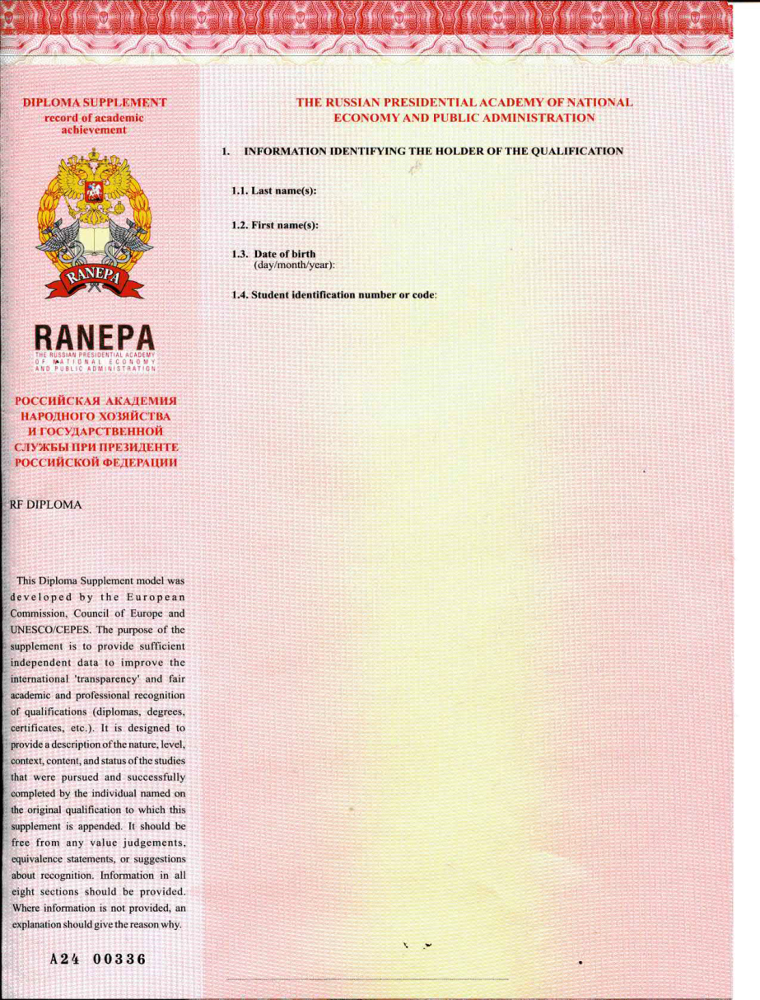 DIPLOMA SUPPLEMENT
record of academic
achievement
RANEPA
RANEPA
THE RUSSIAN PRESIDENTIAL ACADEMY
OF NATIONAL ECONOMY
AND PUBLIC ADMINISTRATION
РОССИЙСКАЯ АКАДЕМИЯ
НАРОДНОГО ХОЗЯЙСТВА
И ГОСУДАРСТВЕННОЙ
СЛУЖБЫ ПРИ ПРЕЗИДЕНТЕ
РОССИЙСКОЙ ФЕДЕРАЦИИ
RF DIPLOMA
This Diploma Supplement model was
developed by the European
Commission, Council of Europe and
UNESCO/CEPES. The purpose of the
supplement is to provide sufficient
independent data to improve the
international 'transparency' and fair
academic and professional recognition
of qualifications (diplomas, degrees,
certificates, etc.). It is designed to
provide a description of the nature, level,
context, content, and status of the studies
that were pursued and successfully
completed by the individual named on
the original qualification to which this
supplement is appended. It should be
free from any value judgements,
equivalence statements, or suggestions
about recognition. Information in all
eight sections should be provided.
Where information is not provided, an
explanation should give the reason why.
A24 00336
THE RUSSIAN PRESIDENTIAL ACADEMY OF NATIONAL
ECONOMY AND PUBLIC ADMINISTRATION
1. INFORMATION IDENTIFYING THE HOLDER OF THE QUALIFICATION
1.1. Last name(s):
1.2. First name(s):
1.3. Date of birth
(day/month/year):
1.4. Student identification number or code: